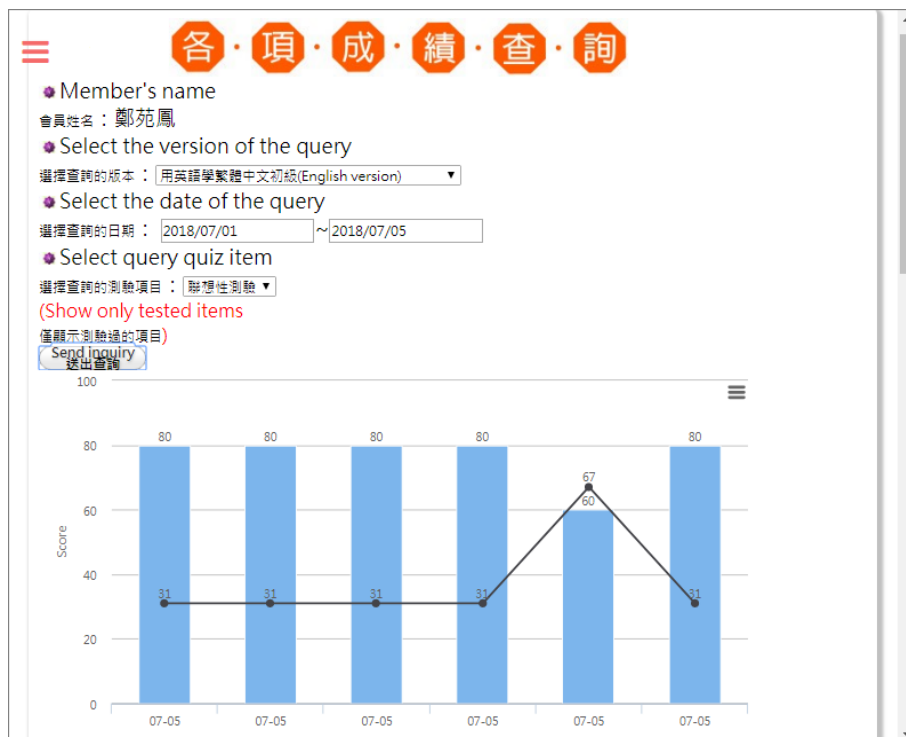 各·項·成·績·查·詢
Member's name
會員姓名：鄭苑鳳
Select the version of the query
選擇查詢的版本： 用英語學繁體中文初級(English version)
Select the date of the query
選擇查詢的日期： 2018/07/01 ~ 2018/07/05
Select query quiz item
選擇查詢的測驗項目： 聯想性測驗
(Show only tested items
僅顯示測驗過的項目)
Send inquiry
送出查詢
100
80 80 80 80 80 80
67
60 60
Score
40
31 31 31 31 31
20
0
07-05 07-05 07-05 07-05 07-05 07-05